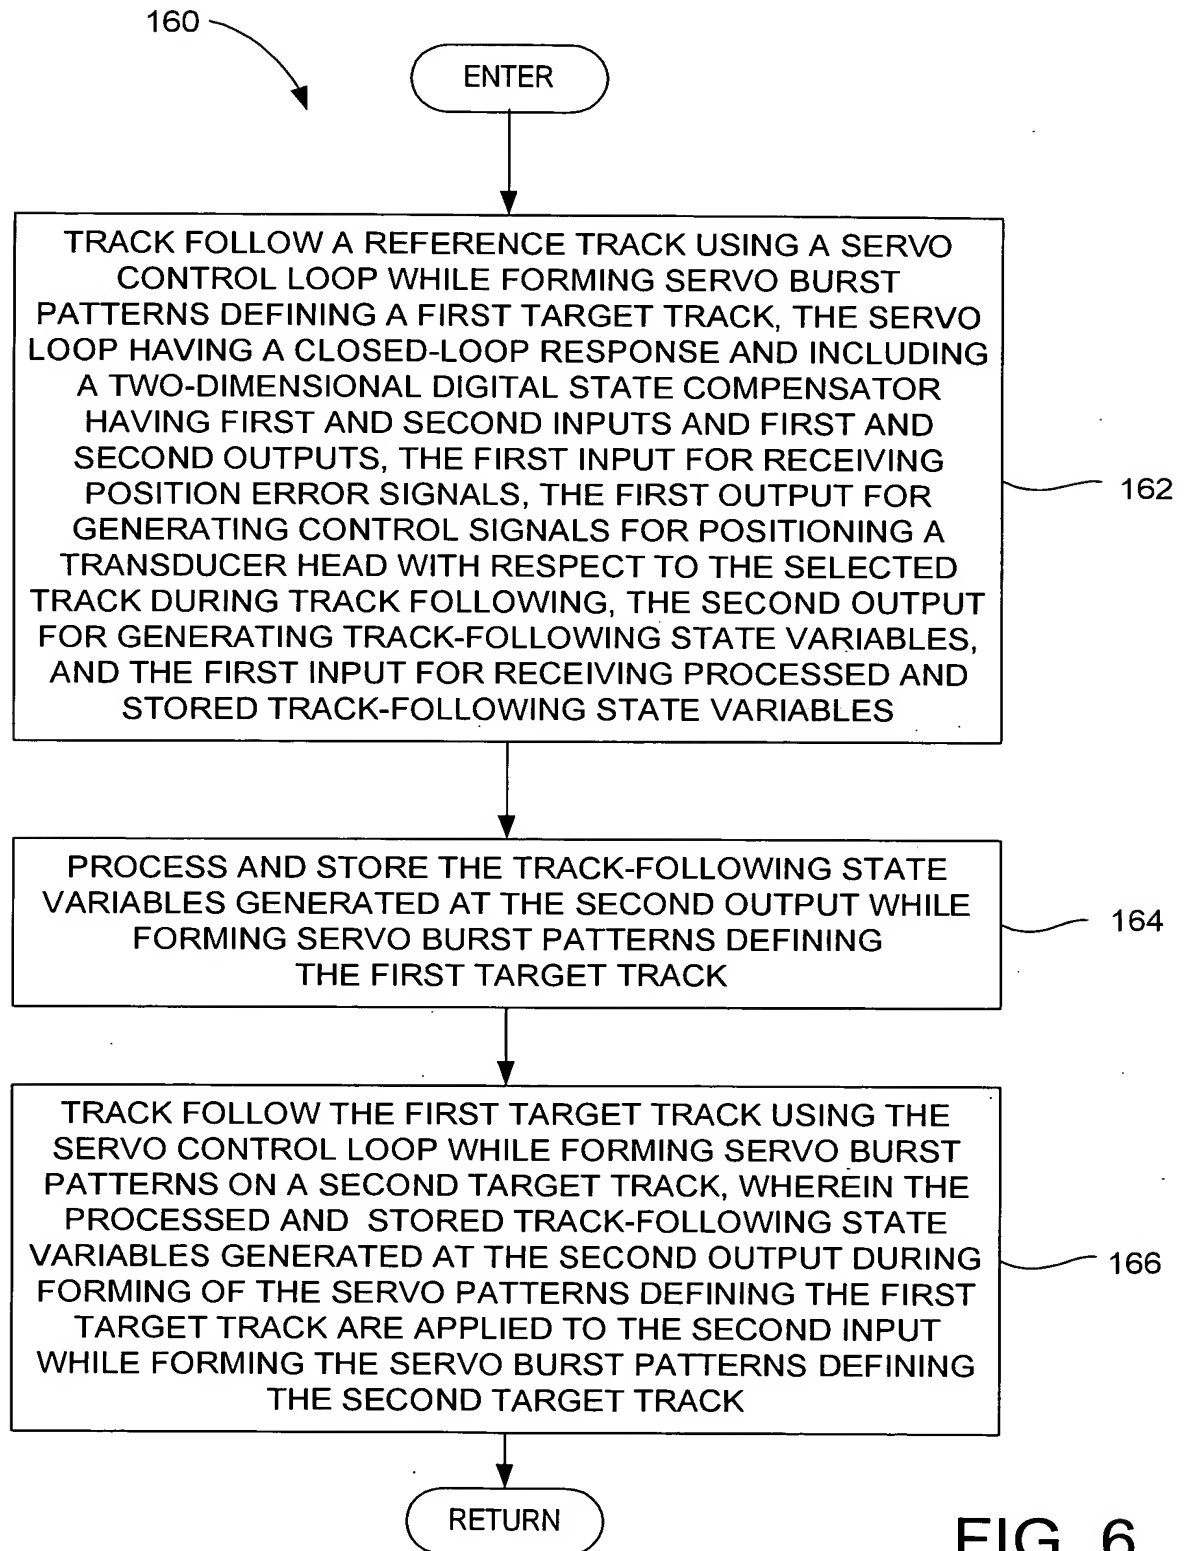 160
ENTER
TRACK FOLLOW A REFERENCE TRACK USING A SERVO
CONTROL LOOP WHILE FORMING SERVO BURST
PATTERNS DEFINING A FIRST TARGET TRACK, THE SERVO
LOOP HAVING A CLOSED-LOOP RESPONSE AND INCLUDING
A TWO-DIMENSIONAL DIGITAL STATE COMPENSATOR
HAVING FIRST AND SECOND INPUTS AND FIRST AND
SECOND OUTPUTS, THE FIRST INPUT FOR RECEIVING
POSITION ERROR SIGNALS, THE FIRST OUTPUT FOR
GENERATING CONTROL SIGNALS FOR POSITIONING A
TRANSDUCER HEAD WITH RESPECT TO THE SELECTED
TRACK DURING TRACK FOLLOWING, THE SECOND OUTPUT
FOR GENERATING TRACK-FOLLOWING STATE VARIABLES,
AND THE FIRST INPUT FOR RECEIVING PROCESSED AND
STORED TRACK-FOLLOWING STATE VARIABLES
162
PROCESS AND STORE THE TRACK-FOLLOWING STATE
VARIABLES GENERATED AT THE SECOND OUTPUT WHILE
FORMING SERVO BURST PATTERNS DEFINING
THE FIRST TARGET TRACK
164
TRACK FOLLOW THE FIRST TARGET TRACK USING THE
SERVO CONTROL LOOP WHILE FORMING SERVO BURST
PATTERNS ON A SECOND TARGET TRACK, WHEREIN THE
PROCESSED AND STORED TRACK-FOLLOWING STATE
VARIABLES GENERATED AT THE SECOND OUTPUT DURING
FORMING OF THE SERVO PATTERNS DEFINING THE FIRST
TARGET TRACK ARE APPLIED TO THE SECOND INPUT
WHILE FORMING THE SERVO BURST PATTERNS DEFINING
THE SECOND TARGET TRACK
166
RETURN
FIG. 6